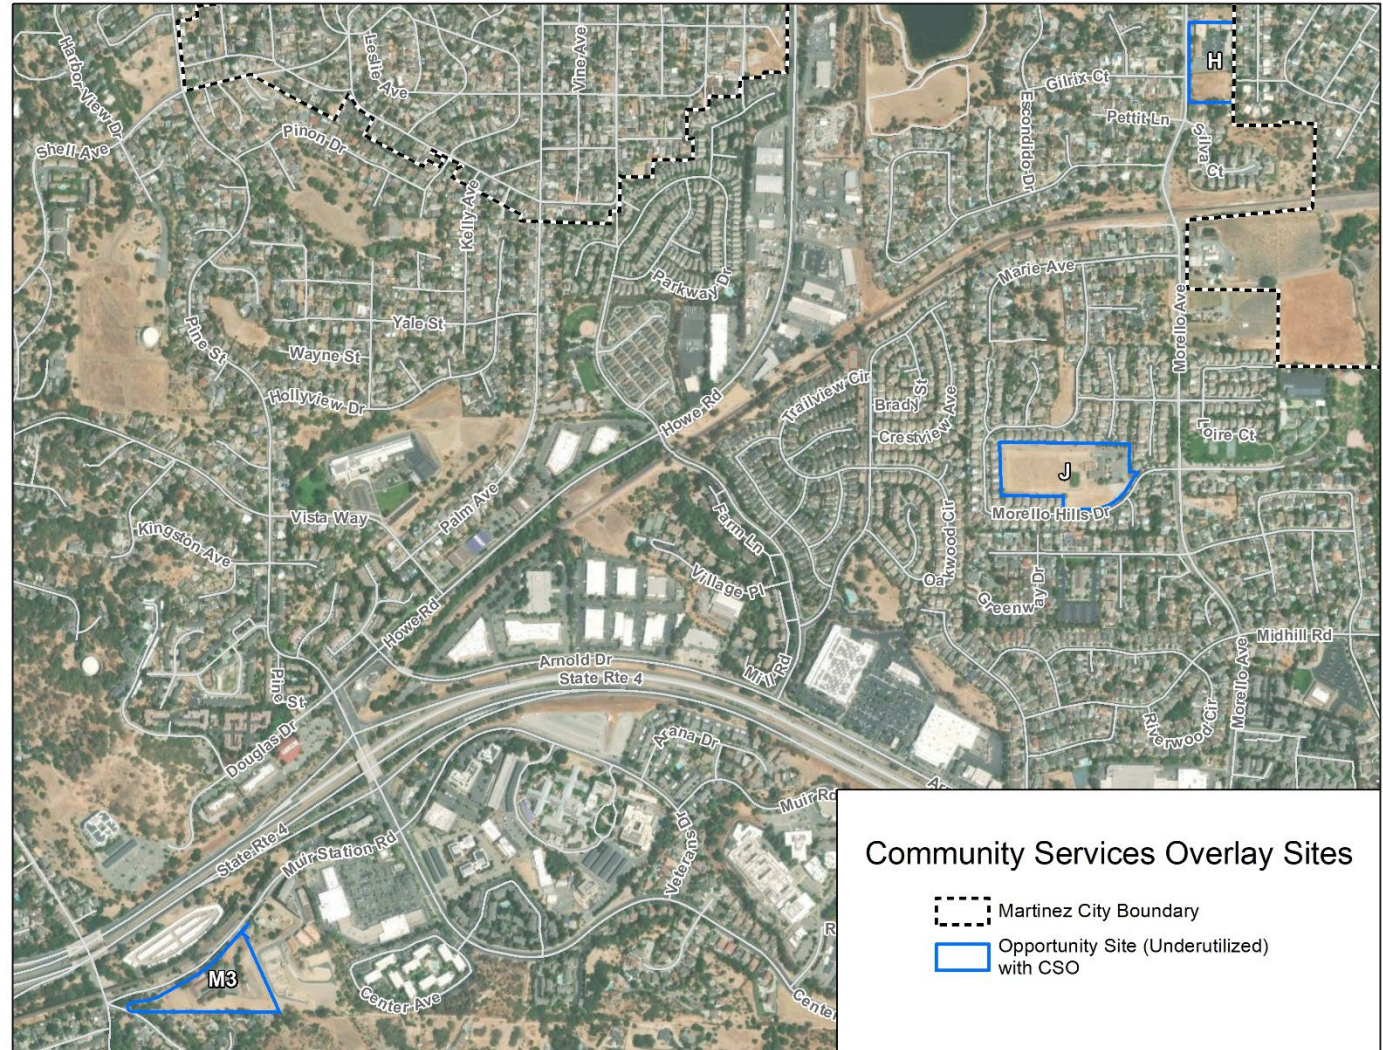 Harbor View Dr
Leslie Ave
Vine Ave
H
Gilrix Ct
Escondido Dr
Pettit Ln
Silva Ct
Shell Ave
Pinon Dr
Kelly Ave
Parkway Dr
Marie Ave
Morello Ave
Pine St
Yale St
Wayne St
Hollyview Dr
Howe Rd
Trailview Cir
Brady St
Crestview Ave
Loire Ct
J
Morello Hills Dr
Palm Ave
Vista Way
Kingston Ave
Farm Ln
Village Pl
Oakwood Cir
Greenway Dr
Howe Rd
Midhill Rd
Arnold Dr
State Rte 4
Mill Rd
Pine St
Morello Ave
Riverwood Cir
Douglas Dr
Arana Dr
Muir Rd
State Rte 4
Muir Station Rd
Veterans Dr
M3
Center Ave
Community Services Overlay Sites
Martinez City Boundary
Opportunity Site (Underutilized)
with CSO